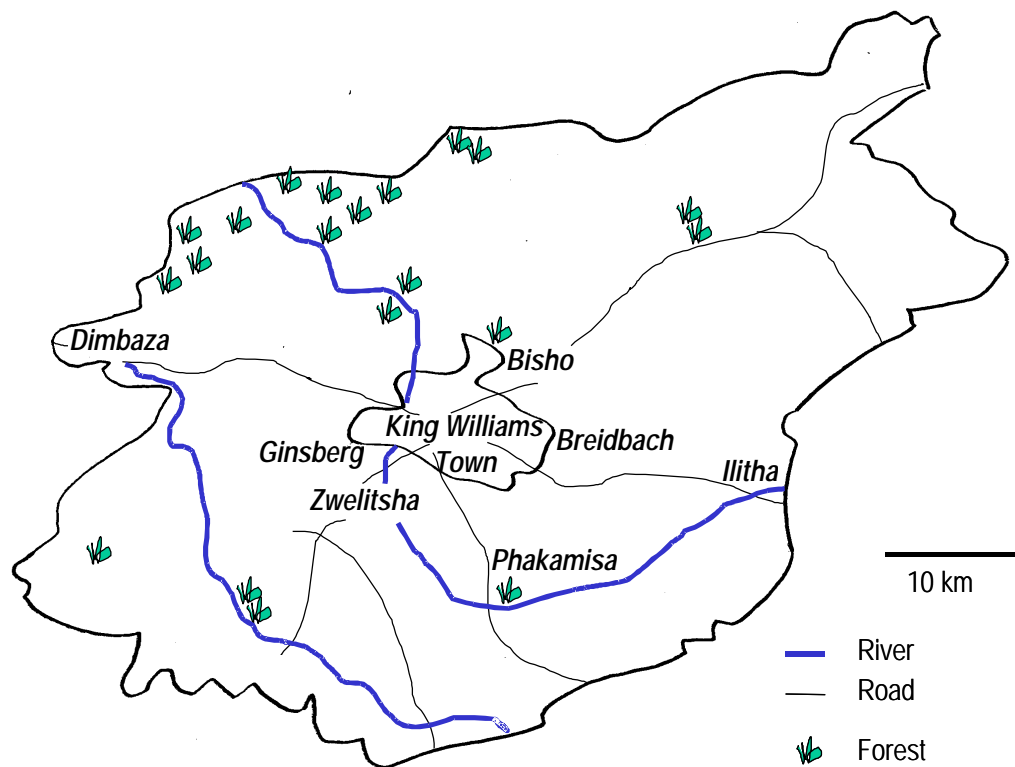 Dimbaza
Bisho
King Williams
Town
Breidbach
Ginsberg
Ilitha
Zwelitsha
Phakamisa
10 km
River
Road
Forest